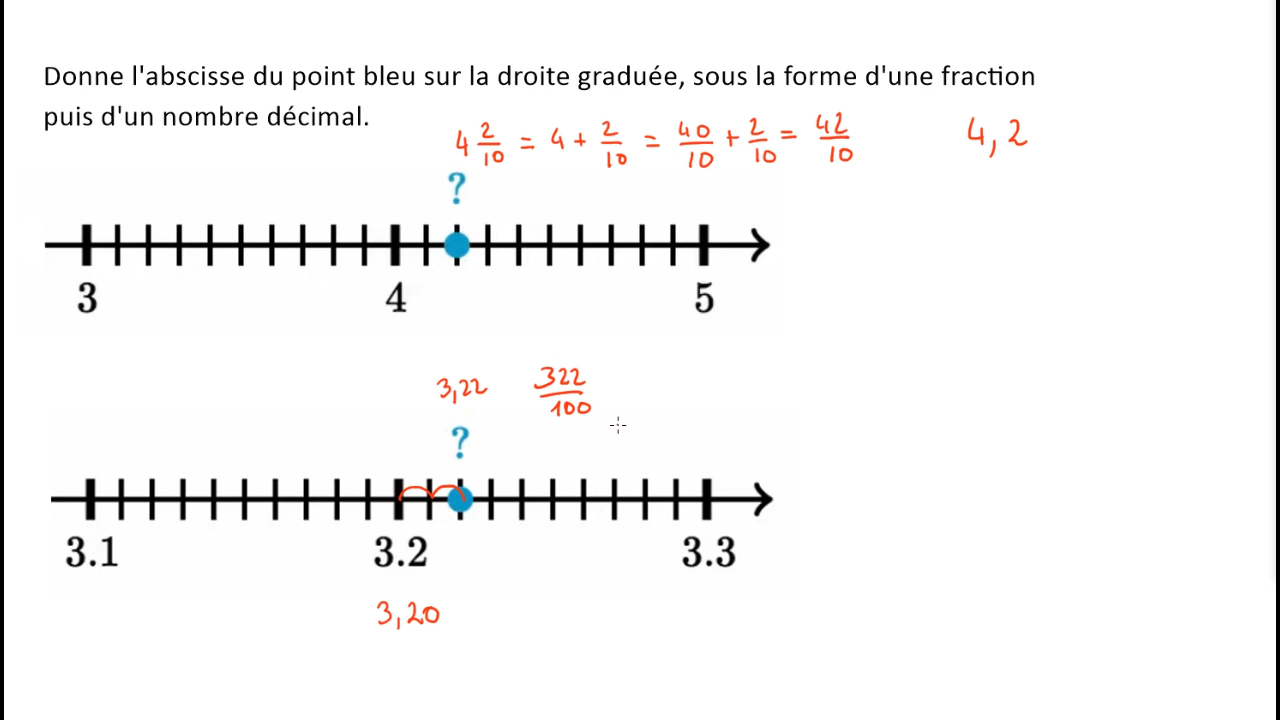 Donne l'abscisse du point bleu sur la droite graduée, sous la forme d'une fraction
puis d'un nombre décimal.
4 2/10 = 4 + 2/10 = 40/10 + 2/10 = 42/10 4,2
?
3 4 5
3,22 322/100
?
3.1 3.2 3.3
3,20